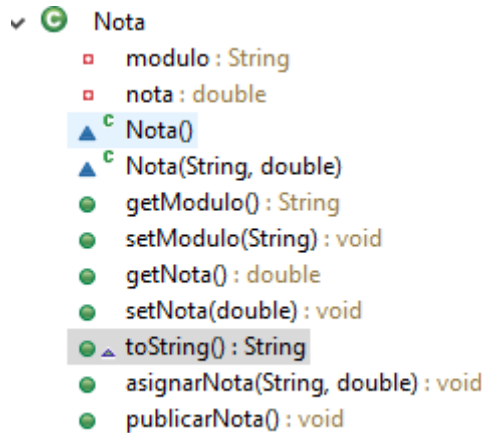 Nota
modulo : String
nota : double
Nota()
Nota(String, double)
getModulo() : String
setModulo(String) : void
getNota() : double
setNota(double) : void
toString() : String
asignarNota(String, double) : void
publicarNota() : void